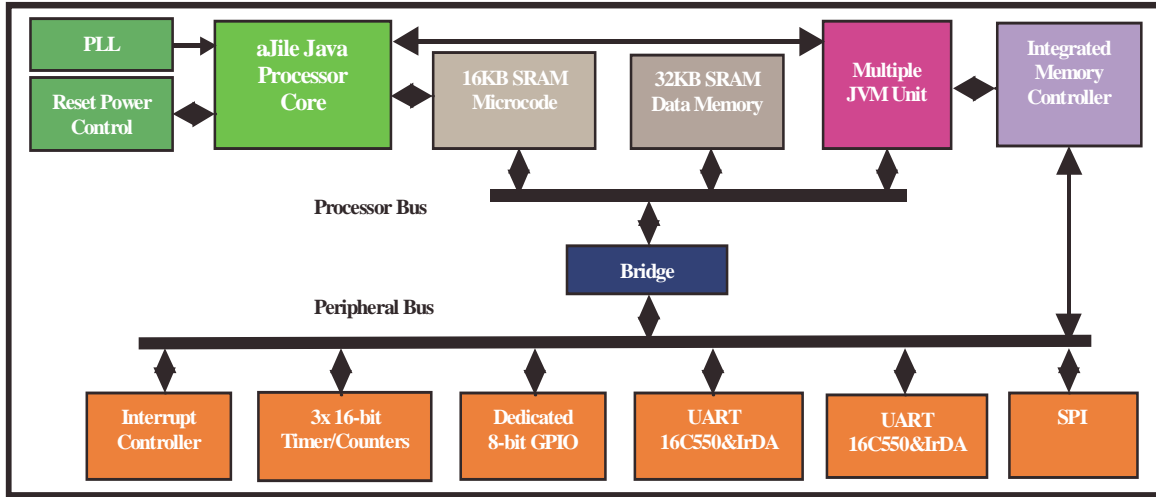 PLL
Reset Power
Control
aJile Java
Processor
Core
16KB SRAM
Microcode
32KB SRAM
Data Memory
Multiple
JVM Unit
Integrated
Memory
Controller
Processor Bus
Bridge
Peripheral Bus
Interrupt
Controller
3x 16-bit
Timer/Counters
Dedicated
8-bit GPIO
UART
16C550&IrDA
UART
16C550&IrDA
SPI